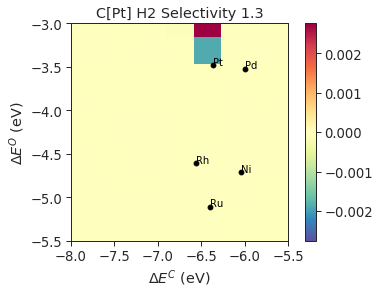 C[Pt] H2 Selectivity 1.3
−3.0
−3.5
−4.0
−4.5
−5.0
−5.5
ΔE^O (eV)
Pt
Pd
Rh
Ni
Ru
−8.0 −7.5 −7.0 −6.5 −6.0 −5.5
ΔE^C (eV)
0.002
0.001
0.000
−0.001
−0.002